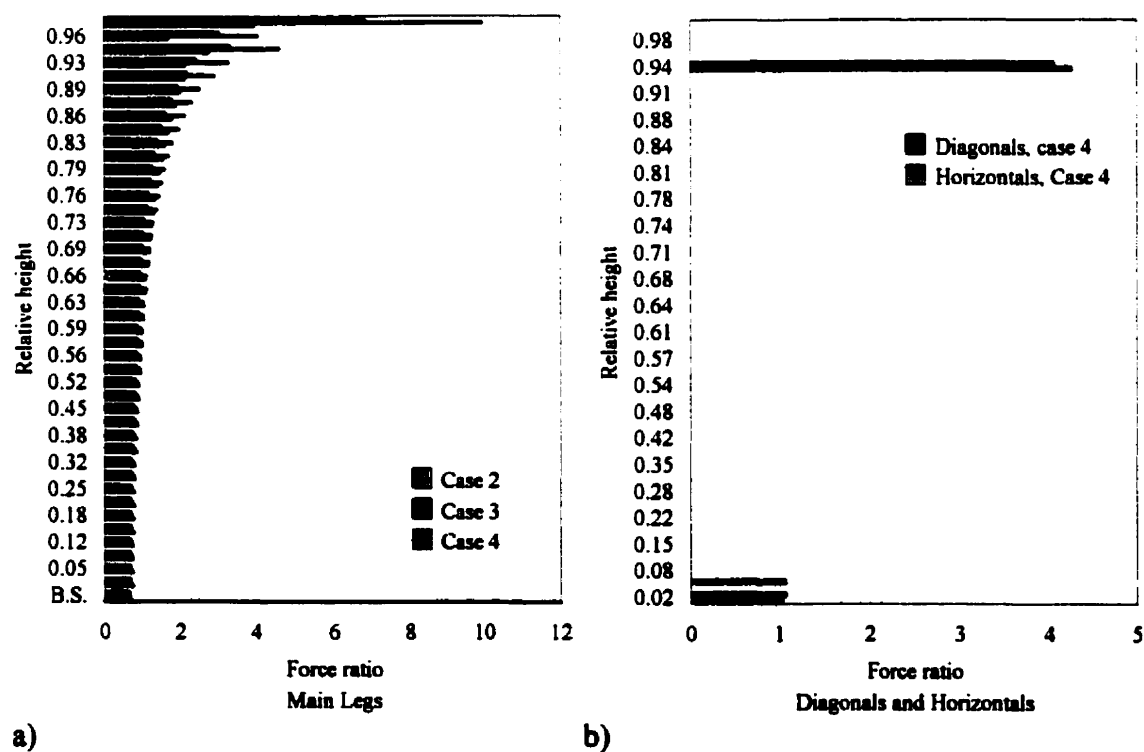 Relative height
0.96
0.93
0.89
0.86
0.83
0.79
0.76
0.73
0.69
0.66
0.63
0.59
0.56
0.52
0.45
0.38
0.32
0.25
0.18
0.12
0.05
B.S.
Case 2
Case 3
Case 4
0 2 4 6 8 10 12
Force ratio
Main Legs
a)
Relative height
0.98
0.94
0.91
0.88
0.84
0.81
0.78
0.74
0.71
0.68
0.64
0.61
0.57
0.54
0.48
0.42
0.35
0.28
0.22
0.15
0.08
0.02
Diagonals, case 4
Horizontals, Case 4
0 1 2 3 4 5
Force ratio
Diagonals and Horizontals
b)